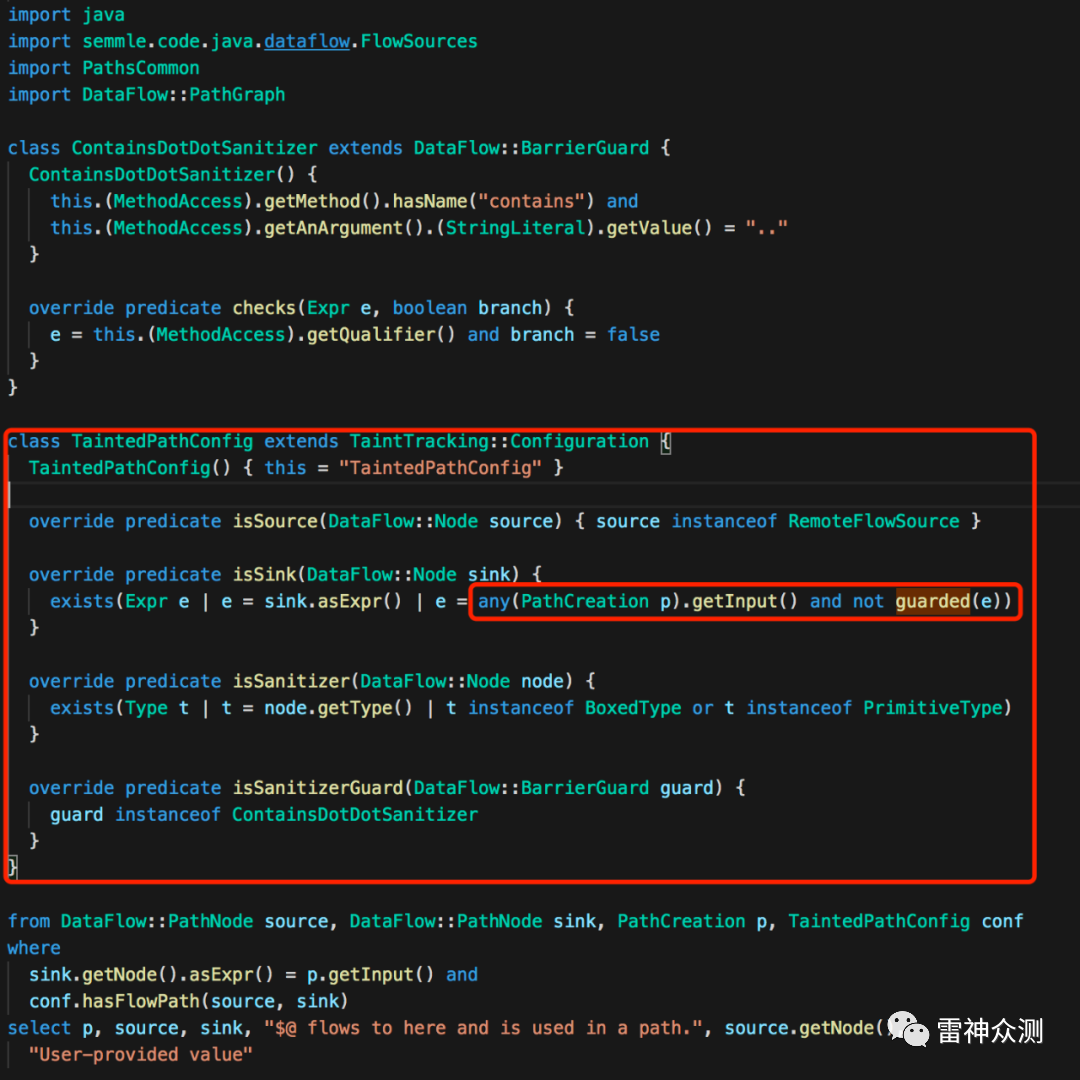 import java
import semmle.code.java.dataflow.FlowSources
import PathsCommon
import DataFlow::PathGraph
class ContainsDotDotSanitizer extends DataFlow::BarrierGuard {
  ContainsDotDotSanitizer() {
    this.(MethodAccess).getMethod().hasName("contains") and
    this.(MethodAccess).getAnArgument().(StringLiteral).getValue() = ".."
  }
  override predicate checks(Expr e, boolean branch) {
    e = this.(MethodAccess).getQualifier() and branch = false
  }
}
class TaintedPathConfig extends TaintTracking::Configuration {
  TaintedPathConfig() { this = "TaintedPathConfig" }
  override predicate isSource(DataFlow::Node source) { source instanceof RemoteFlowSource }
  override predicate isSink(DataFlow::Node sink) {
    exists(Expr e | e = sink.asExpr() | e = any(PathCreation p).getInput() and not guarded(e))
  }
  override predicate isSanitizer(DataFlow::Node node) {
    exists(Type t | t = node.getType() | t instanceof BoxedType or t instanceof PrimitiveType)
  }
  override predicate isSanitizerGuard(DataFlow::BarrierGuard guard) {
    guard instanceof ContainsDotDotSanitizer
  }
}
from DataFlow::PathNode source, DataFlow::PathNode sink, PathCreation p, TaintedPathConfig conf
where
  sink.getNode().asExpr() = p.getInput() and
  conf.hasFlowPath(source, sink)
select p, source, sink, "$@ flows to here and is used in a path.", source.getNode(
  "User-provided value"
雷神众测